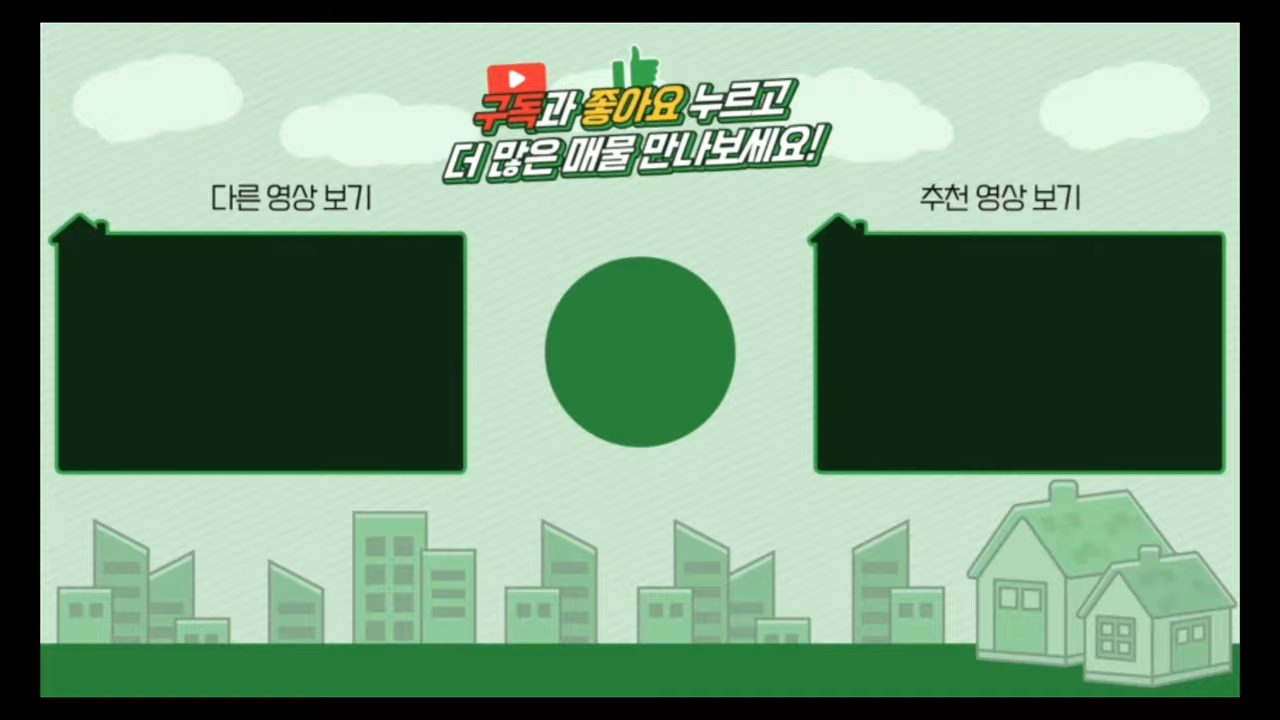 구독과 좋아요 누르고
더 많은 매물 만나보세요!
다른 영상 보기
추천 영상 보기